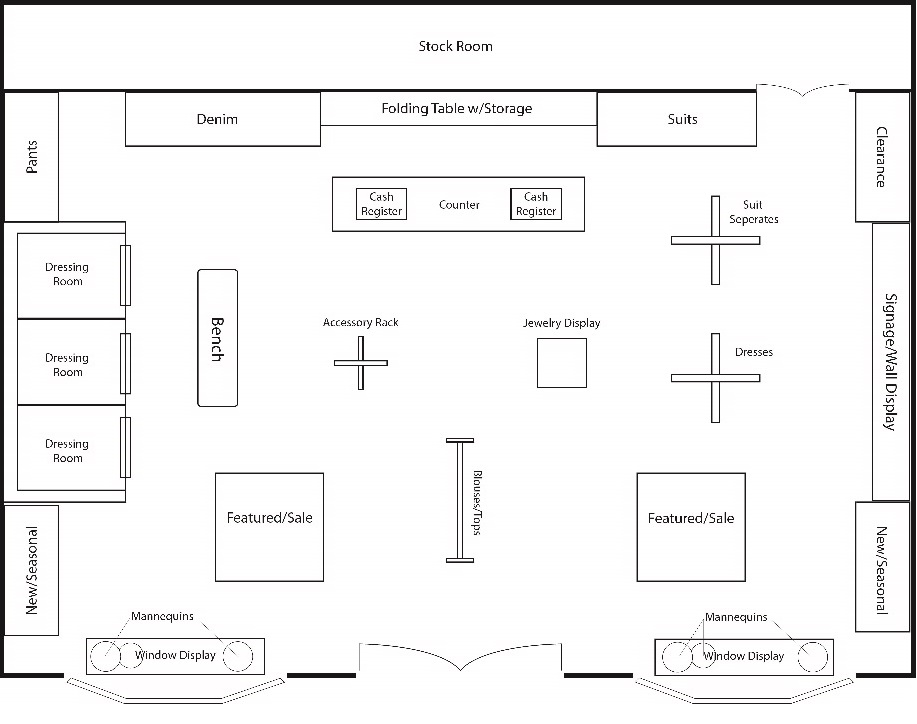 Stock Room
Folding Table w/Storage
Denim
Suits
Pants
Clearance
Cash
Register
Counter
Cash
Register
Suit
Seperates
Dressing
Room
Bench
Accessory Rack
Jewelry Display
Signage/Wall Display
Dressing
Room
Dresses
Dressing
Room
Blouses/Tops
Featured/Sale
Featured/Sale
New/Seasonal
New/Seasonal
Mannequins
Mannequins
Window Display
Window Display